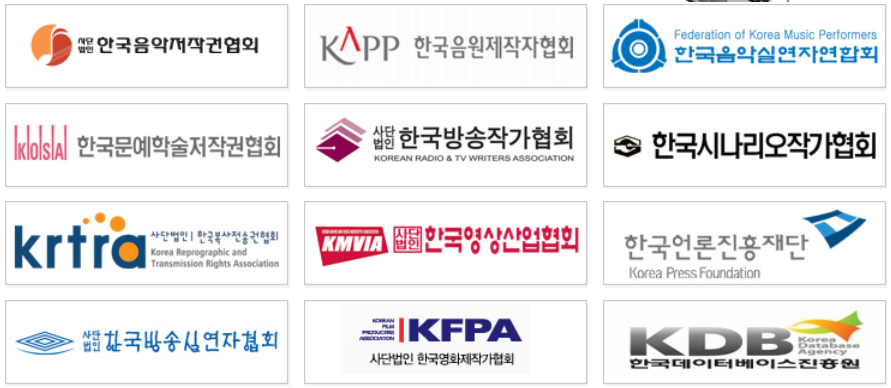 사단법인 한국음악저작권협회
KAPP 한국음원제작자협회
Federation of Korea Music Performers
한국음악실연자연합회
KOSA 한국문예학술저작권협회
사단법인 한국방송작가협회
KOREAN RADIO & TV WRITERS ASSOCIATION
한국시나리오작가협회
krtra 사단법인 | 한국복사전송권협회
Korea Reprographic and
Transmission Rights Association
KMVIA 사단법인 한국영상산업협회
한국언론진흥재단
Korea Press Foundation
사단법인 한국방송실연자협회
KOREAN
FILM
PRODUCERS
ASSOCIATION
KFPA
사단법인 한국영화제작가협회
KDB Korea
Database
Agency
한국데이터베이스진흥원